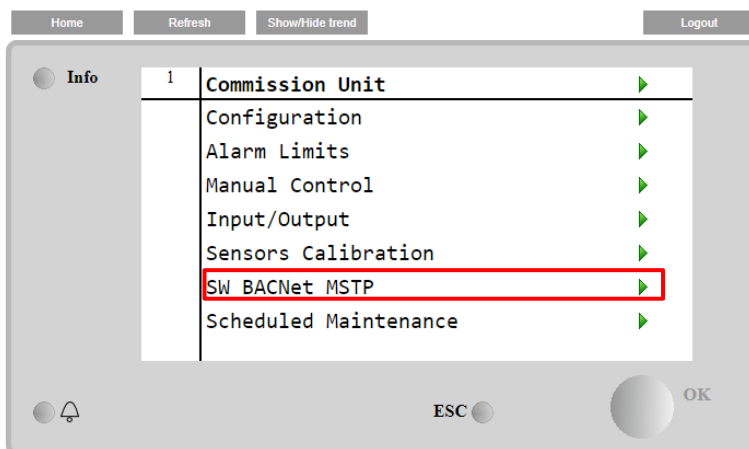 Home Refresh Show/Hide trend Logout
Info 1 Commission Unit
Configuration
Alarm Limits
Manual Control
Input/Output
Sensors Calibration
SW BACNet MSTP
Scheduled Maintenance
ESC OK